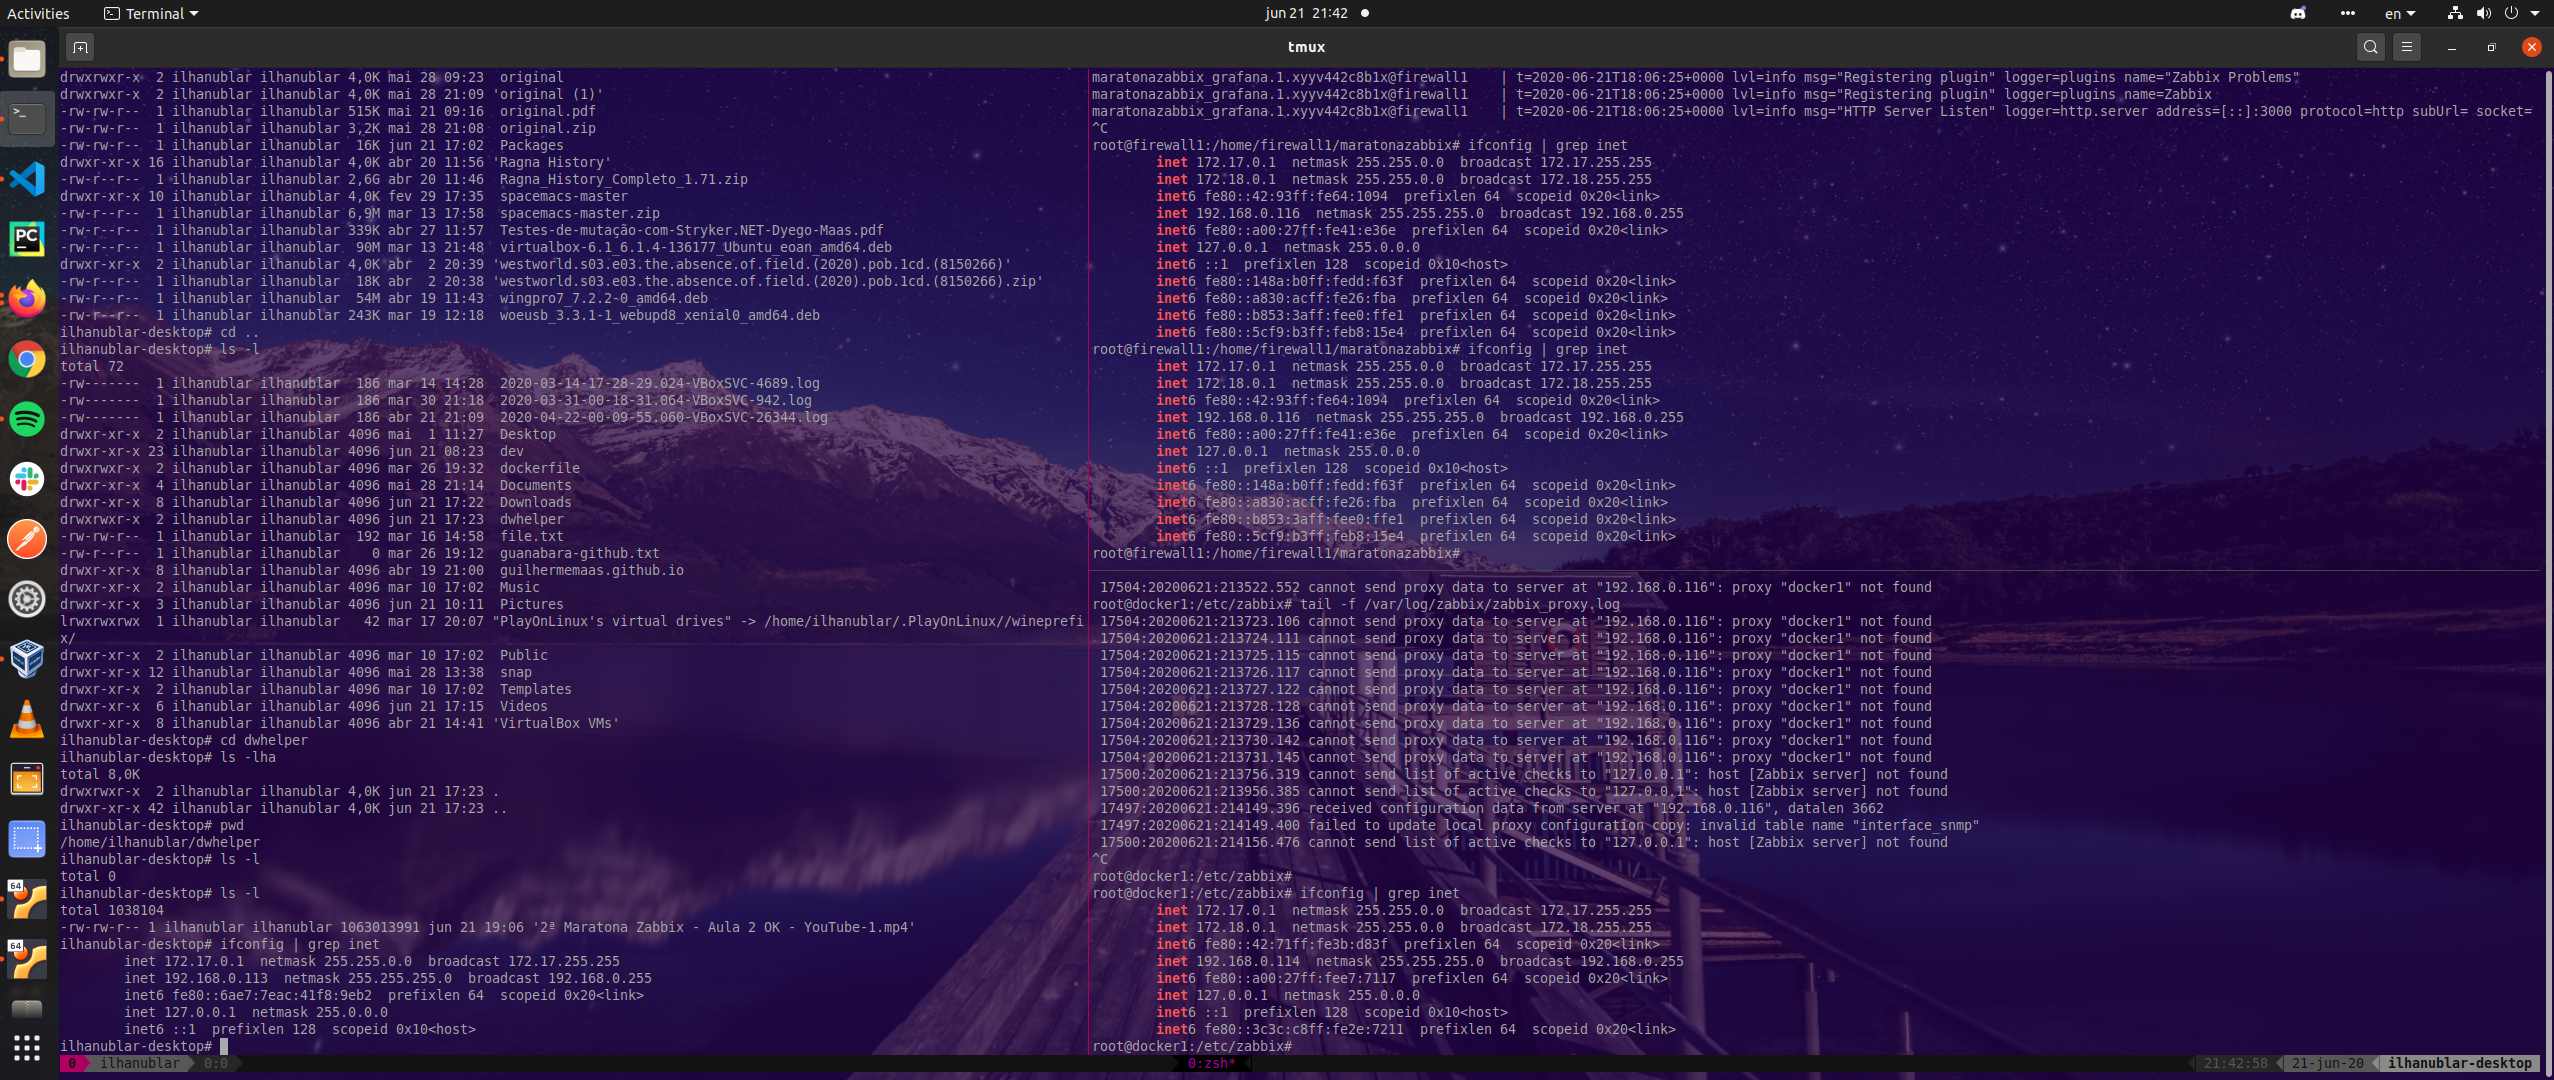 Activities
Terminal
jun 21 21:42
en
tmux
drwxrwxr-x  2 ilhanublar ilhanublar 4,0K mai 28 09:23  original
drwxrwxr-x  2 ilhanublar ilhanublar 4,0K mai 28 21:09 'original (1)'
-rw-rw-r--  1 ilhanublar ilhanublar 515K mai 21 09:16  original.pdf
-rw-rw-r--  1 ilhanublar ilhanublar 3,2K mai 28 21:08  original.zip
-rw-rw-r--  1 ilhanublar ilhanublar  16K jun 21 17:02  Packages
drwxr-xr-x 16 ilhanublar ilhanublar 4,0K abr 20 11:56 'Ragna History'
-rw-r--r--  1 ilhanublar ilhanublar 2,6G abr 20 11:46  Ragna_History_Completo_1.71.zip
drwxr-xr-x 10 ilhanublar ilhanublar 4,0K fev 29 17:35  spacemacs-master
-rw-r--r--  1 ilhanublar ilhanublar 6,9M mar 13 17:58  spacemacs-master.zip
-rw-r--r--  1 ilhanublar ilhanublar 339K abr 27 11:57  Testes-de-mutação-com-Stryker.NET-Dyego-Maas.pdf
-rw-r--r--  1 ilhanublar ilhanublar  90M mar 13 21:48  virtualbox-6.1_6.1.4-136177_Ubuntu_eoan_amd64.deb
drwxr-xr-x  2 ilhanublar ilhanublar 4,0K abr  2 20:39 'westworld.s03.e03.the.absence.of.field.(2020).pob.1cd.(8150266)'
-rw-r--r--  1 ilhanublar ilhanublar  18K abr  2 20:38 'westworld.s03.e03.the.absence.of.field.(2020).pob.1cd.(8150266).zip'
-rw-r--r--  1 ilhanublar ilhanublar  54M abr 19 11:43  wingpro7_7.2.2-0_amd64.deb
-rw-r--r--  1 ilhanublar ilhanublar 243K mar 19 12:18  woeusb_3.3.1-1_webupd8_xenial0_amd64.deb
ilhanublar-desktop# cd ..
ilhanublar-desktop# ls -l
total 72
-rw-------  1 ilhanublar ilhanublar  186 mar 14 14:28  2020-03-14-17-28-29.024-VBoxSVC-4689.log
-rw-------  1 ilhanublar ilhanublar  186 mar 30 21:18  2020-03-31-00-18-31.064-VBoxSVC-942.log
-rw-------  1 ilhanublar ilhanublar  186 abr 21 21:09  2020-04-22-00-09-55.060-VBoxSVC-26344.log
drwxr-xr-x  2 ilhanublar ilhanublar 4096 mai  1 11:27  Desktop
drwxr-xr-x 23 ilhanublar ilhanublar 4096 jun 21 08:23  dev
drwxrwxr-x  2 ilhanublar ilhanublar 4096 mar 26 19:32  dockerfile
drwxr-xr-x  4 ilhanublar ilhanublar 4096 mai 28 21:14  Documents
drwxr-xr-x  8 ilhanublar ilhanublar 4096 jun 21 17:22  Downloads
drwxrwxr-x  2 ilhanublar ilhanublar 4096 jun 21 17:23  dwhelper
-rw-rw-r--  1 ilhanublar ilhanublar  192 mar 16 14:58  file.txt
-rw-rw-r--  1 ilhanublar ilhanublar    0 mar 26 19:12  guanabara-github.txt
drwxr-xr-x  8 ilhanublar ilhanublar 4096 abr 19 21:00  guilhermemaas.github.io
drwxr-xr-x  2 ilhanublar ilhanublar 4096 mar 10 17:02  Music
drwxr-xr-x  3 ilhanublar ilhanublar 4096 jun 21 10:11  Pictures
lrwxrwxrwx  1 ilhanublar ilhanublar   42 mar 17 20:07 "PlayOnLinux's virtual drives" -> /home/ilhanublar/.PlayOnLinux//wineprefi
x/
drwxr-xr-x  2 ilhanublar ilhanublar 4096 mar 10 17:02  Public
drwxr-xr-x 12 ilhanublar ilhanublar 4096 mai 28 13:38  snap
drwxr-xr-x  2 ilhanublar ilhanublar 4096 mar 10 17:02  Templates
drwxr-xr-x  6 ilhanublar ilhanublar 4096 jun 21 17:15  Videos
drwxr-xr-x  8 ilhanublar ilhanublar 4096 abr 21 14:41 'VirtualBox VMs'
ilhanublar-desktop# cd dwhelper
ilhanublar-desktop# ls -lha
total 8,0K
drwxrwxr-x  2 ilhanublar ilhanublar 4,0K jun 21 17:23 .
drwxr-xr-x 42 ilhanublar ilhanublar 4,0K jun 21 17:23 ..
ilhanublar-desktop# pwd
/home/ilhanublar/dwhelper
ilhanublar-desktop# ls -l
total 0
ilhanublar-desktop# ls -l
total 1038104
-rw-rw-r-- 1 ilhanublar ilhanublar 1063013991 jun 21 19:06 '2ª Maratona Zabbix - Aula 2 OK - YouTube-1.mp4'
ilhanublar-desktop# ifconfig | grep inet
inet 172.17.0.1  netmask 255.255.0.0  broadcast 172.17.255.255
inet 192.168.0.113  netmask 255.255.255.0  broadcast 192.168.0.255
inet6 fe80::6ae7:7eac:41f8:9eb2  prefixlen 64  scopeid 0x20<link>
inet 127.0.0.1  netmask 255.0.0.0
inet6 ::1  prefixlen 128  scopeid 0x10<host>
ilhanublar-desktop#
maratonazabbix_grafana.1.xyyv442c8b1x@firewall1    | t=2020-06-21T18:06:25+0000 lvl=info msg="Registering plugin" logger=plugins name="Zabbix Problems"
maratonazabbix_grafana.1.xyyv442c8b1x@firewall1    | t=2020-06-21T18:06:25+0000 lvl=info msg="Registering plugin" logger=plugins name=Zabbix
maratonazabbix_grafana.1.xyyv442c8b1x@firewall1    | t=2020-06-21T18:06:25+0000 lvl=info msg="HTTP Server Listen" logger=http.server address=[::]:3000 protocol=http subUrl= socket=
^C
root@firewall1:/home/firewall1/maratonazabbix# ifconfig | grep inet
inet 172.17.0.1  netmask 255.255.0.0  broadcast 172.17.255.255
inet 172.18.0.1  netmask 255.255.0.0  broadcast 172.18.255.255
inet6 fe80::42:93ff:fe64:1094  prefixlen 64  scopeid 0x20<link>
inet 192.168.0.116  netmask 255.255.255.0  broadcast 192.168.0.255
inet6 fe80::a00:27ff:fe41:e36e  prefixlen 64  scopeid 0x20<link>
inet 127.0.0.1  netmask 255.0.0.0
inet6 ::1  prefixlen 128  scopeid 0x10<host>
inet6 fe80::148a:b0ff:fedd:f63f  prefixlen 64  scopeid 0x20<link>
inet6 fe80::a830:acff:fe26:fba  prefixlen 64  scopeid 0x20<link>
inet6 fe80::b853:3aff:fee0:ffe1  prefixlen 64  scopeid 0x20<link>
inet6 fe80::5cf9:b3ff:feb8:15e4  prefixlen 64  scopeid 0x20<link>
root@firewall1:/home/firewall1/maratonazabbix# ifconfig | grep inet
inet 172.17.0.1  netmask 255.255.0.0  broadcast 172.17.255.255
inet 172.18.0.1  netmask 255.255.0.0  broadcast 172.18.255.255
inet6 fe80::42:93ff:fe64:1094  prefixlen 64  scopeid 0x20<link>
inet 192.168.0.116  netmask 255.255.255.0  broadcast 192.168.0.255
inet6 fe80::a00:27ff:fe41:e36e  prefixlen 64  scopeid 0x20<link>
inet 127.0.0.1  netmask 255.0.0.0
inet6 ::1  prefixlen 128  scopeid 0x10<host>
inet6 fe80::148a:b0ff:fedd:f63f  prefixlen 64  scopeid 0x20<link>
inet6 fe80::a830:acff:fe26:fba  prefixlen 64  scopeid 0x20<link>
inet6 fe80::b853:3aff:fee0:ffe1  prefixlen 64  scopeid 0x20<link>
inet6 fe80::5cf9:b3ff:feb8:15e4  prefixlen 64  scopeid 0x20<link>
root@firewall1:/home/firewall1/maratonazabbix#
17504:20200621:213522.552 cannot send proxy data to server at "192.168.0.116": proxy "docker1" not found
root@docker1:/etc/zabbix# tail -f /var/log/zabbix/zabbix_proxy.log
17504:20200621:213723.106 cannot send proxy data to server at "192.168.0.116": proxy "docker1" not found
17504:20200621:213724.111 cannot send proxy data to server at "192.168.0.116": proxy "docker1" not found
17504:20200621:213725.115 cannot send proxy data to server at "192.168.0.116": proxy "docker1" not found
17504:20200621:213726.117 cannot send proxy data to server at "192.168.0.116": proxy "docker1" not found
17504:20200621:213727.122 cannot send proxy data to server at "192.168.0.116": proxy "docker1" not found
17504:20200621:213728.128 cannot send proxy data to server at "192.168.0.116": proxy "docker1" not found
17504:20200621:213729.136 cannot send proxy data to server at "192.168.0.116": proxy "docker1" not found
17504:20200621:213730.142 cannot send proxy data to server at "192.168.0.116": proxy "docker1" not found
17504:20200621:213731.145 cannot send proxy data to server at "192.168.0.116": proxy "docker1" not found
17500:20200621:213756.319 cannot send list of active checks to "127.0.0.1": host [Zabbix server] not found
17500:20200621:213956.385 cannot send list of active checks to "127.0.0.1": host [Zabbix server] not found
17497:20200621:214149.396 received configuration data from server at "192.168.0.116", datalen 3662
17497:20200621:214149.400 failed to update local proxy configuration copy: invalid table name "interface_snmp"
17500:20200621:214156.476 cannot send list of active checks to "127.0.0.1": host [Zabbix server] not found
^C
root@docker1:/etc/zabbix#
root@docker1:/etc/zabbix# ifconfig | grep inet
inet 172.17.0.1  netmask 255.255.0.0  broadcast 172.17.255.255
inet 172.18.0.1  netmask 255.255.0.0  broadcast 172.18.255.255
inet6 fe80::42:71ff:fe3b:d83f  prefixlen 64  scopeid 0x20<link>
inet 192.168.0.114  netmask 255.255.255.0  broadcast 192.168.0.255
inet6 fe80::a00:27ff:fee7:7117  prefixlen 64  scopeid 0x20<link>
inet 127.0.0.1  netmask 255.0.0.0
inet6 ::1  prefixlen 128  scopeid 0x10<host>
inet6 fe80::3c3c:c8ff:fe2e:7211  prefixlen 64  scopeid 0x20<link>
root@docker1:/etc/zabbix#
PC
64
64
0 ilhanublar 0:0
0:zsh*
21:42:58 21-jun-20 ilhanublar-desktop